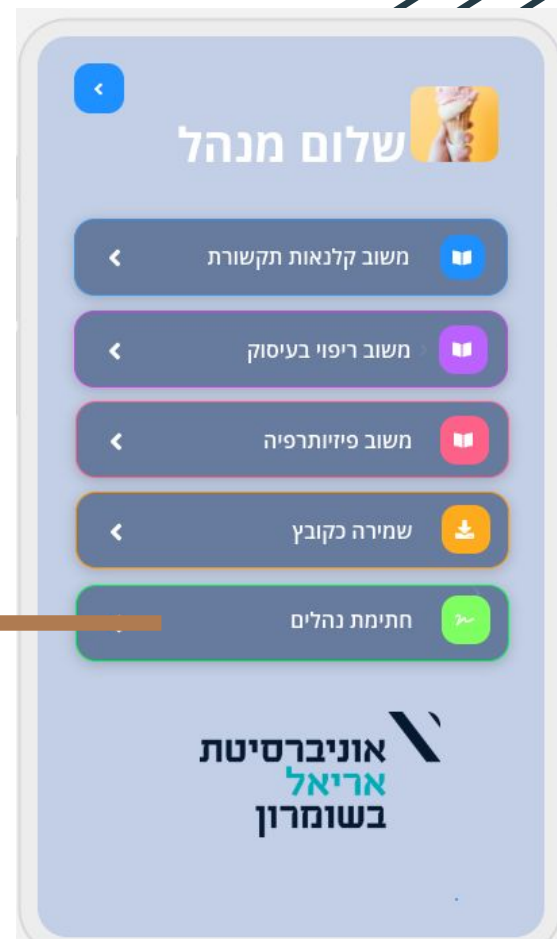 שלום מנהל
משוב קלנאות תקשורת
משוב ריפוי בעיסוק
משוב פיזיותרפיה
שמירה כקובץ
חתימת נהלים
אוניברסיטת
אריאל
בשומרון